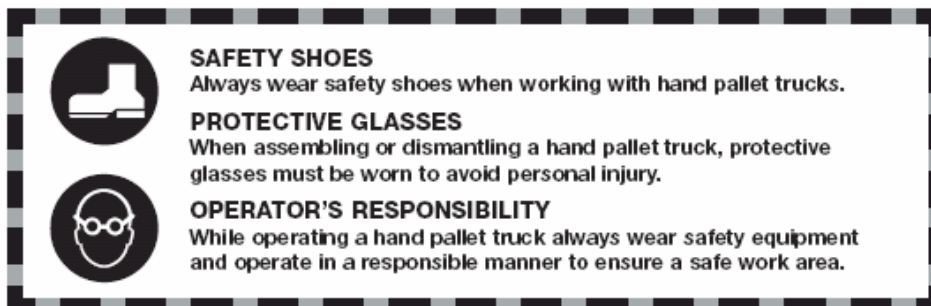 SAFETY SHOES
Always wear safety shoes when working with hand pallet trucks.
PROTECTIVE GLASSES
When assembling or dismantling a hand pallet truck, protective
glasses must be worn to avoid personal injury.
OPERATOR'S RESPONSIBILITY
While operating a hand pallet truck always wear safety equipment
and operate in a responsible manner to ensure a safe work area.